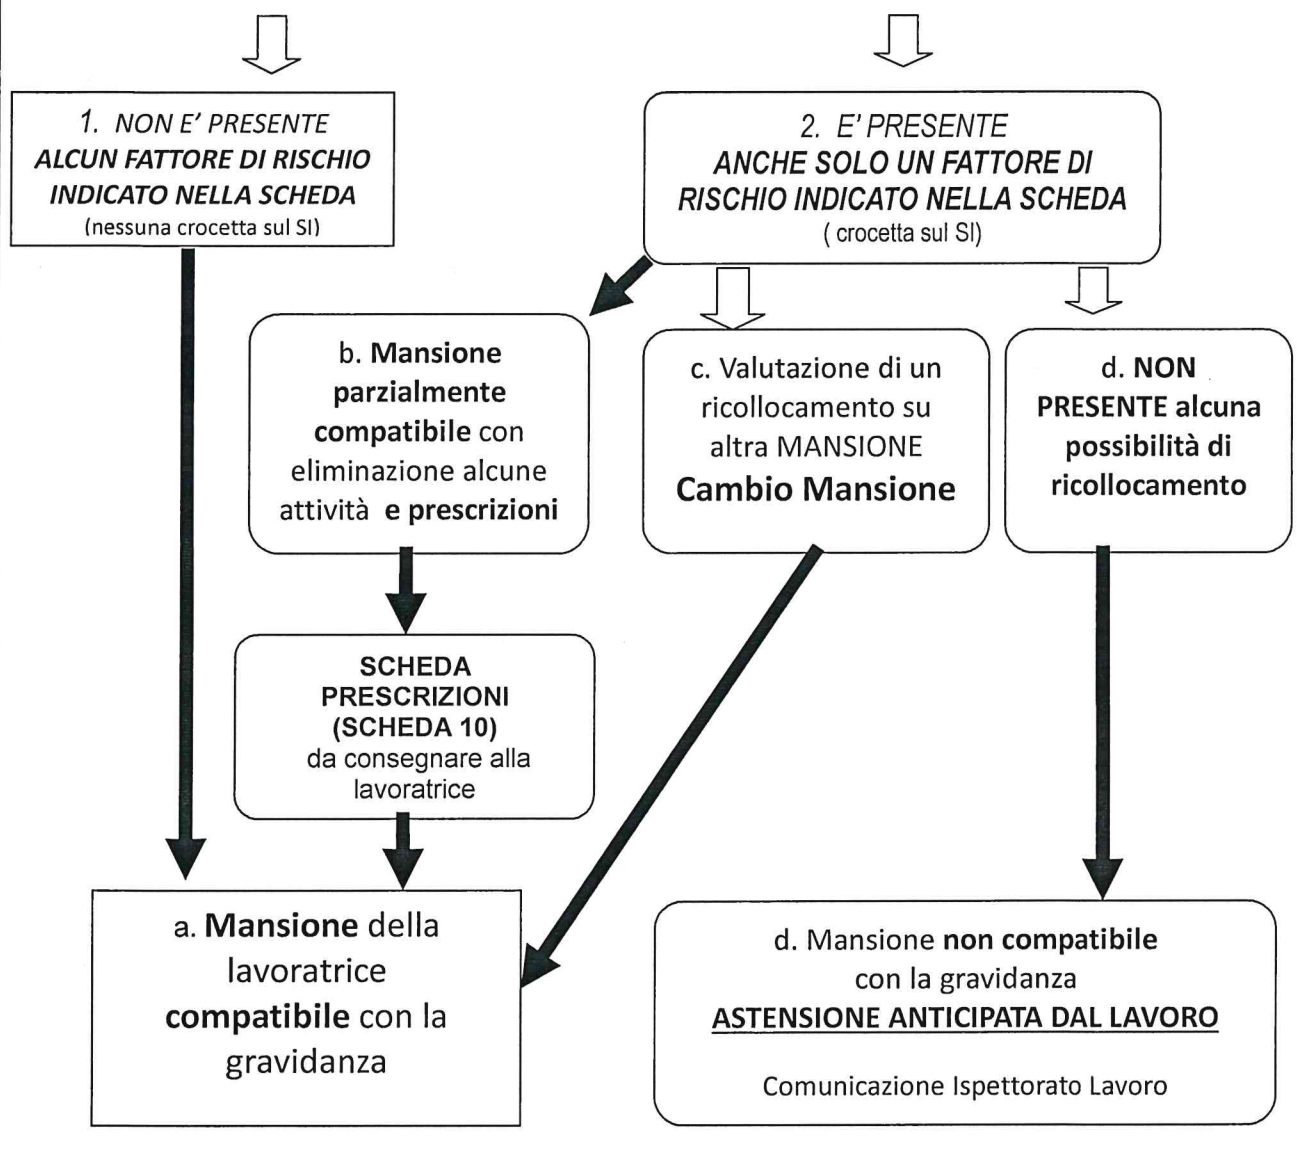 1. NON E' PRESENTE
ALCUN FATTORE DI RISCHIO
INDICATO NELLA SCHEDA
(nessuna crocetta sul SI)
2. E' PRESENTE
ANCHE SOLO UN FATTORE DI
RISCHIO INDICATO NELLA SCHEDA
( crocetta sul SI)
b. Mansione
parzialmente
compatibile con
eliminazione alcune
attività e prescrizioni
c. Valutazione di un
ricollocamento su
altra MANSIONE
Cambio Mansione
d. NON
PRESENTE alcuna
possibilità di
ricollocamento
SCHEDA
PRESCRIZIONI
(SCHEDA 10)
da consegnare alla
lavoratrice
a. Mansione della
lavoratrice
compatibile con la
gravidanza
d. Mansione non compatibile
con la gravidanza
ASTENSIONE ANTICIPATA DAL LAVORO
Comunicazione Ispettorato Lavoro